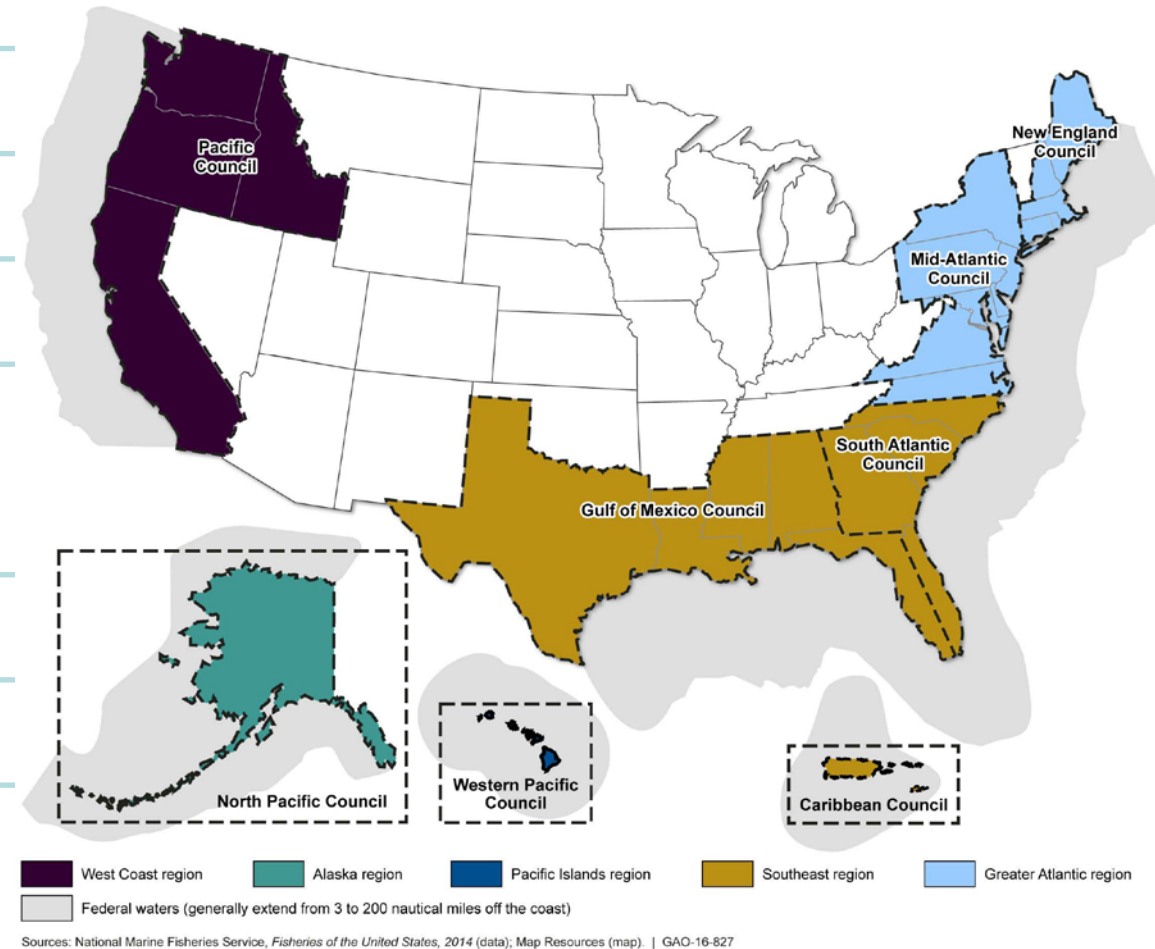 Pacific
Council
New England
Council
Mid-Atlantic
Council
South Atlantic
Council
Gulf of Mexico Council
North Pacific Council
Western Pacific
Council
Caribbean Council
West Coast region
Alaska region
Pacific Islands region
Southeast region
Greater Atlantic region
Federal waters (generally extend from 3 to 200 nautical miles off the coast)
Sources: National Marine Fisheries Service, Fisheries of the United States, 2014 (data); Map Resources (map). | GAO-16-827